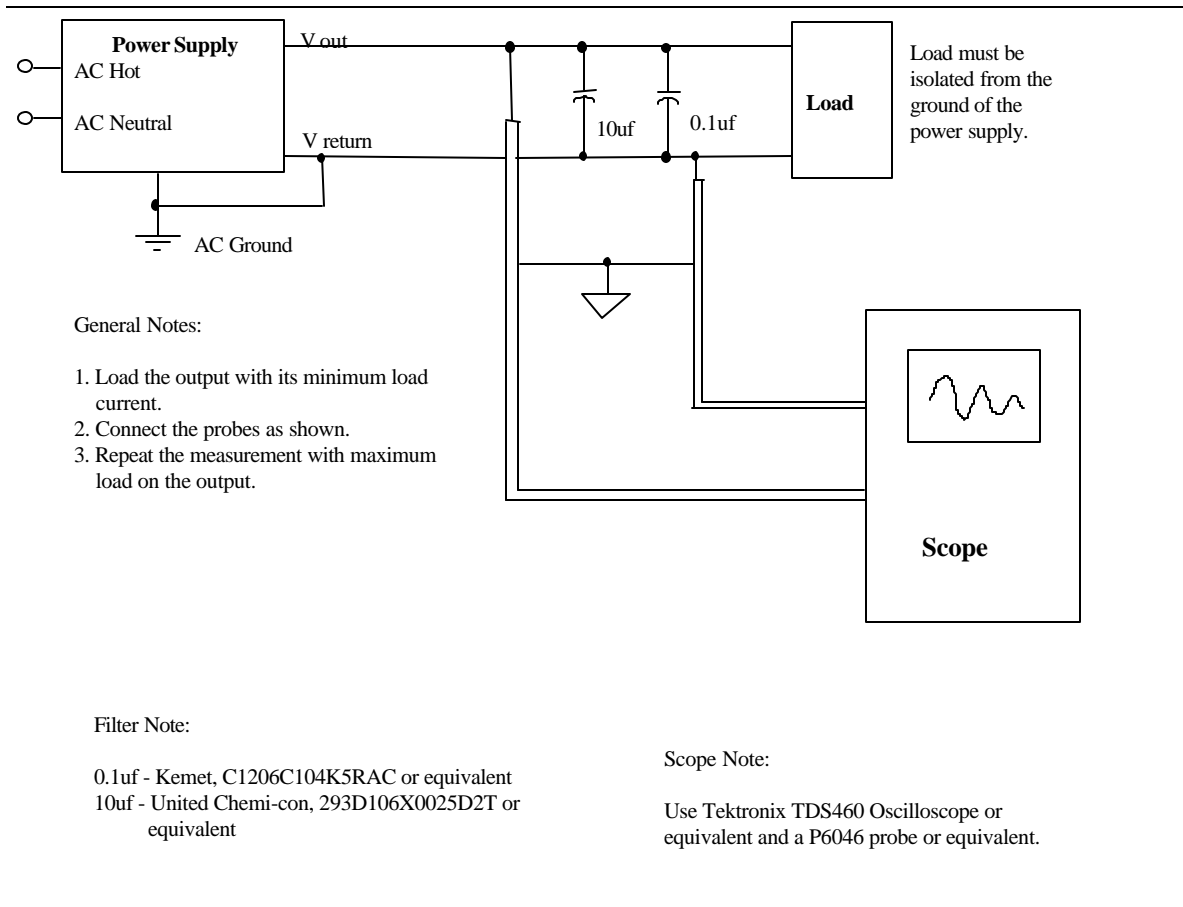 Power Supply
AC Hot
AC Neutral
V out
V return
AC Ground
10uf
0.1uf
Load
Load must be
isolated from the
ground of the
power supply.
General Notes:
1. Load the output with its minimum load
current.
2. Connect the probes as shown.
3. Repeat the measurement with maximum
load on the output.
Scope
Filter Note:
0.1uf - Kemet, C1206C104K5RAC or equivalent
10uf - United Chemi-con, 293D106X0025D2T or
equivalent
Scope Note:
Use Tektronix TDS460 Oscilloscope or
equivalent and a P6046 probe or equivalent.